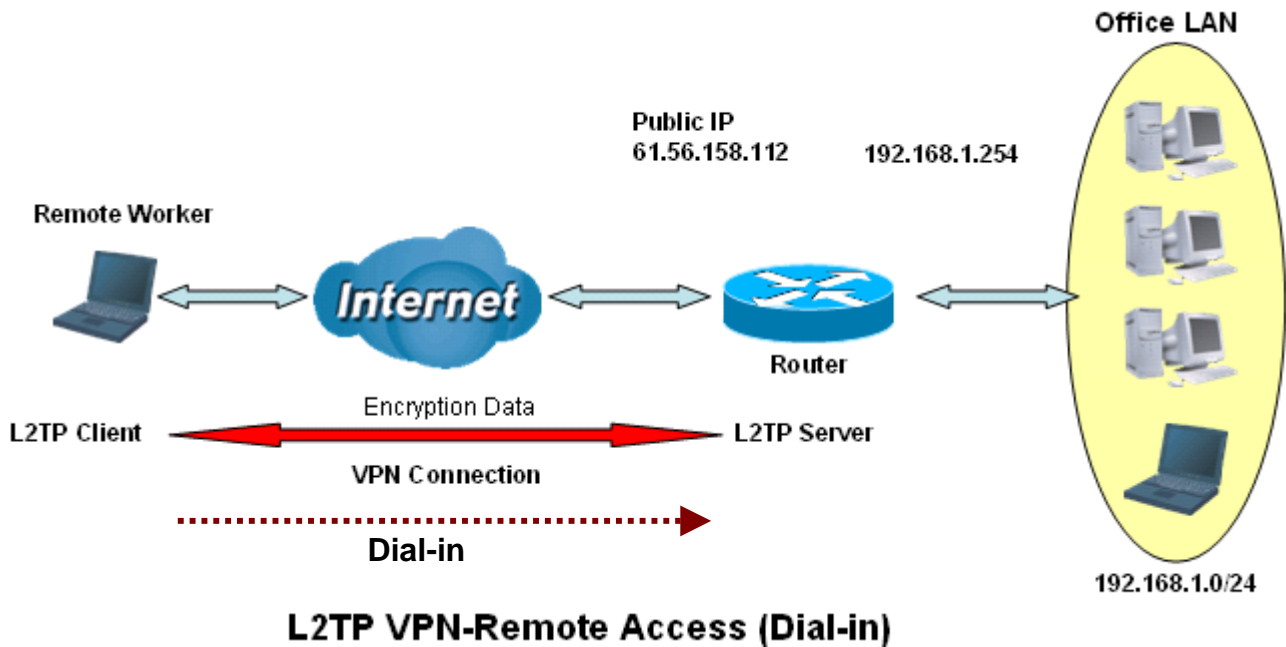 Office LAN
Public IP
61.56.158.112
192.168.1.254
Remote Worker
Internet
Router
Encryption Data
L2TP Client
L2TP Server
VPN Connection
Dial-in
192.168.1.0/24
L2TP VPN-Remote Access (Dial-in)